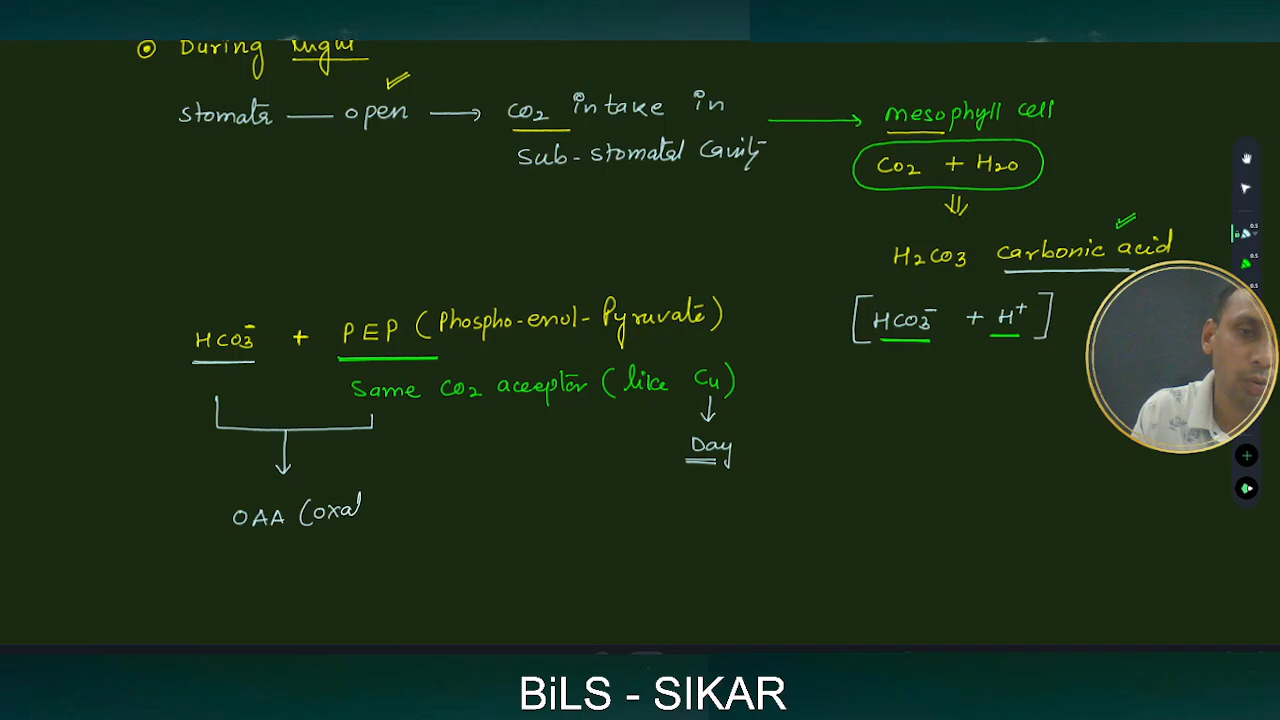 During Night
stomata — open ✓ → CO2 intake in
sub-stomatal Cavity → mesophyll cell
CO2 + H2O
H2CO3 carbonic acid ✓
[HCO3⁻ + H⁺]
HCO3⁻ + PEP (Phospho-enol-Pyruvate)
same CO2 aceeptor (like C4)
Day
OAA (oxal
BiLS - SIKAR